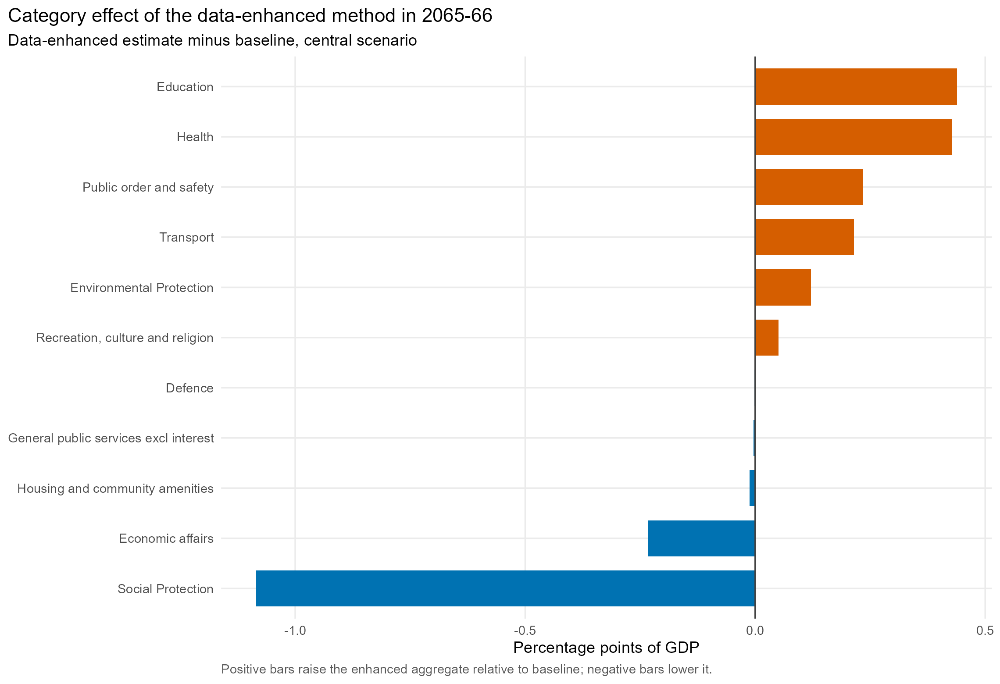 Category effect of the data-enhanced method in 2065-66
Data-enhanced estimate minus baseline, central scenario
Education
Health
Public order and safety
Transport
Environmental Protection
Recreation, culture and religion
Defence
General public services excl interest
Housing and community amenities
Economic affairs
Social Protection
-1.0 -0.5 0.0 0.5
Percentage points of GDP
Positive bars raise the enhanced aggregate relative to baseline; negative bars lower it.